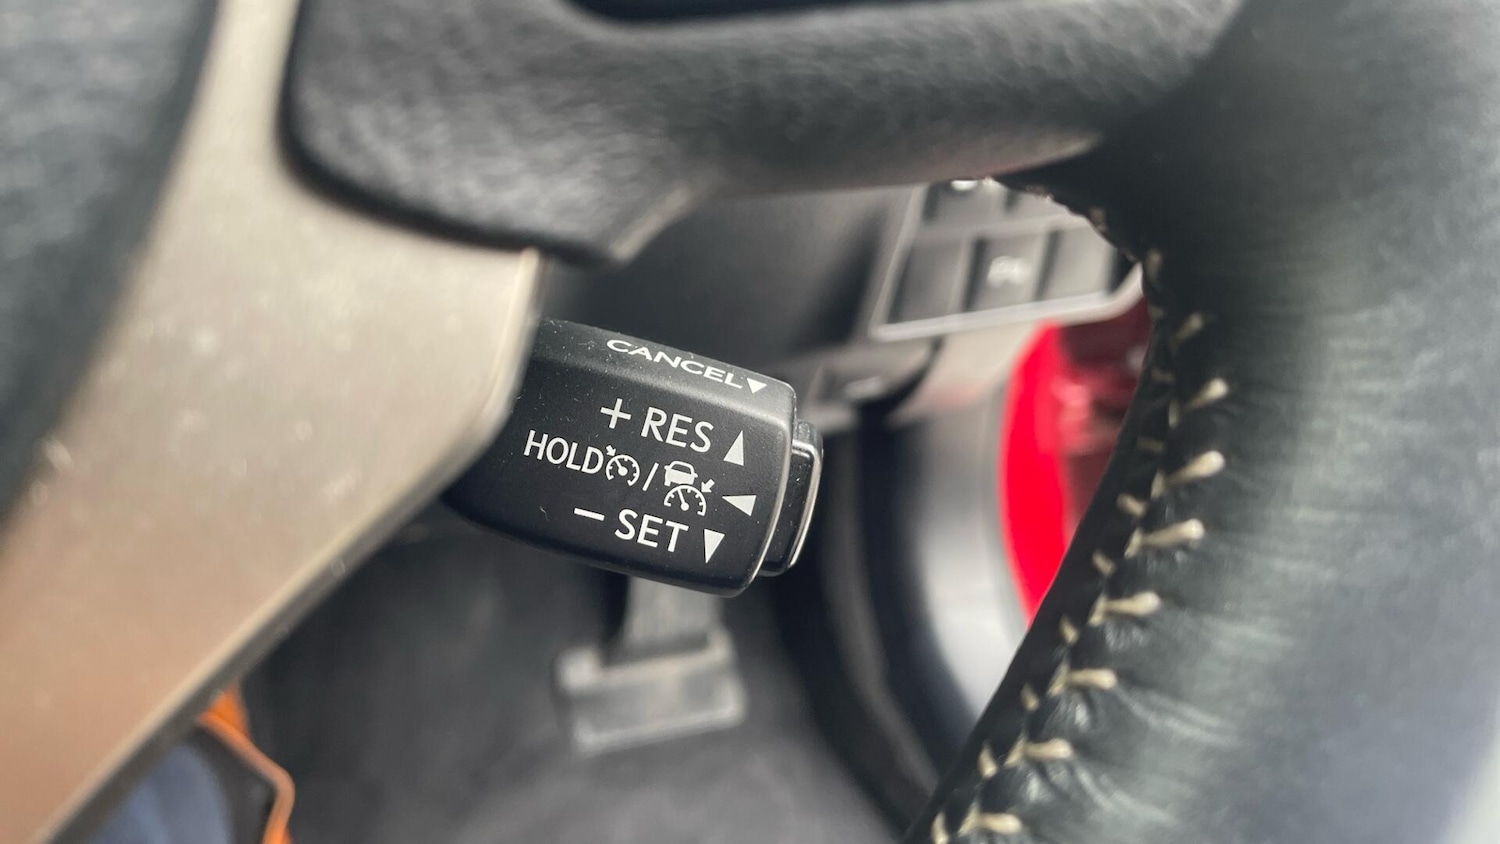 CANCEL▼
+ RES ▲
HOLD / ◀
− SET ▼